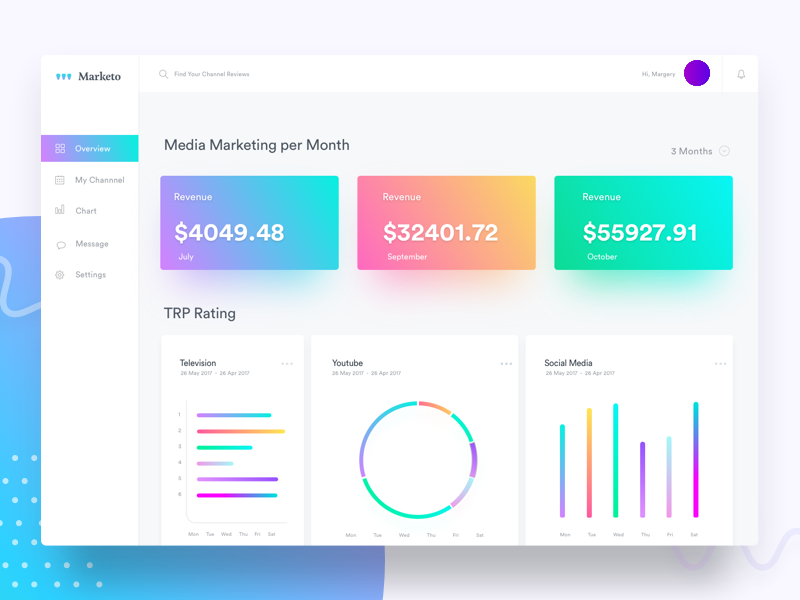 Marketo
Find Your Channel Reviews
Hi, Margery
Overview
My Channnel
Chart
Message
Settings
Media Marketing per Month
3 Months
Revenue
$4049.48
July
Revenue
$32401.72
September
Revenue
$55927.91
October
TRP Rating
Television
26 May 2017 - 26 Apr 2017
1
2
3
4
5
6
Mon Tue Wed Thu Fri Sat
Youtube
26 May 2017 - 26 Apr 2017
Mon Tue Wed Thu Fri Sat
Social Media
26 May 2017 - 26 Apr 2017
Mon Tue Wed Thu Fri Sat